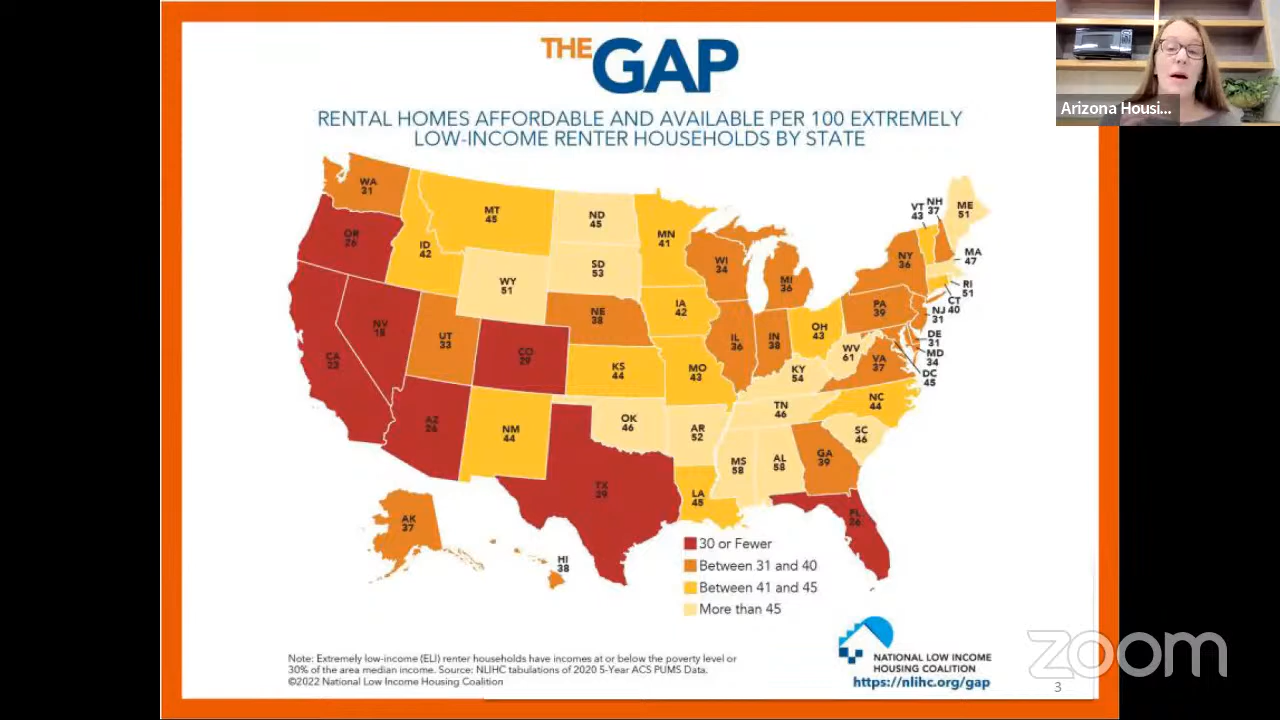 THE GAP
RENTAL HOMES AFFORDABLE AND AVAILABLE PER 100 EXTREMELY
LOW-INCOME RENTER HOUSEHOLDS BY STATE
Arizona Housi...
WA
31
OR
26
CA
23
NV
18
ID
42
MT
45
WY
51
UT
33
CO
29
AZ
26
NM
44
ND
45
SD
53
NE
38
KS
44
OK
46
TX
29
MN
41
IA
42
MO
43
AR
52
LA
45
WI
34
IL
36
MI
36
IN
38
OH
43
KY
54
TN
46
MS
58
AL
58
GA
39
FL
26
SC
46
NC
44
VA
37
WV
61
PA
39
NY
36
VT
43
NH
37
ME
51
MA
47
RI
51
CT
40
NJ
31
DE
31
MD
34
DC
45
AK
37
HI
38
30 or Fewer
Between 31 and 40
Between 41 and 45
More than 45
Note: Extremely low-income (ELI) renter households have incomes at or below the poverty level or
30% of the area median income. Source: NLIHC tabulations of 2020 5-Year ACS PUMS Data.
©2022 National Low Income Housing Coalition
NATIONAL LOW INCOME
HOUSING COALITION
https://nlihc.org/gap
3
zoom